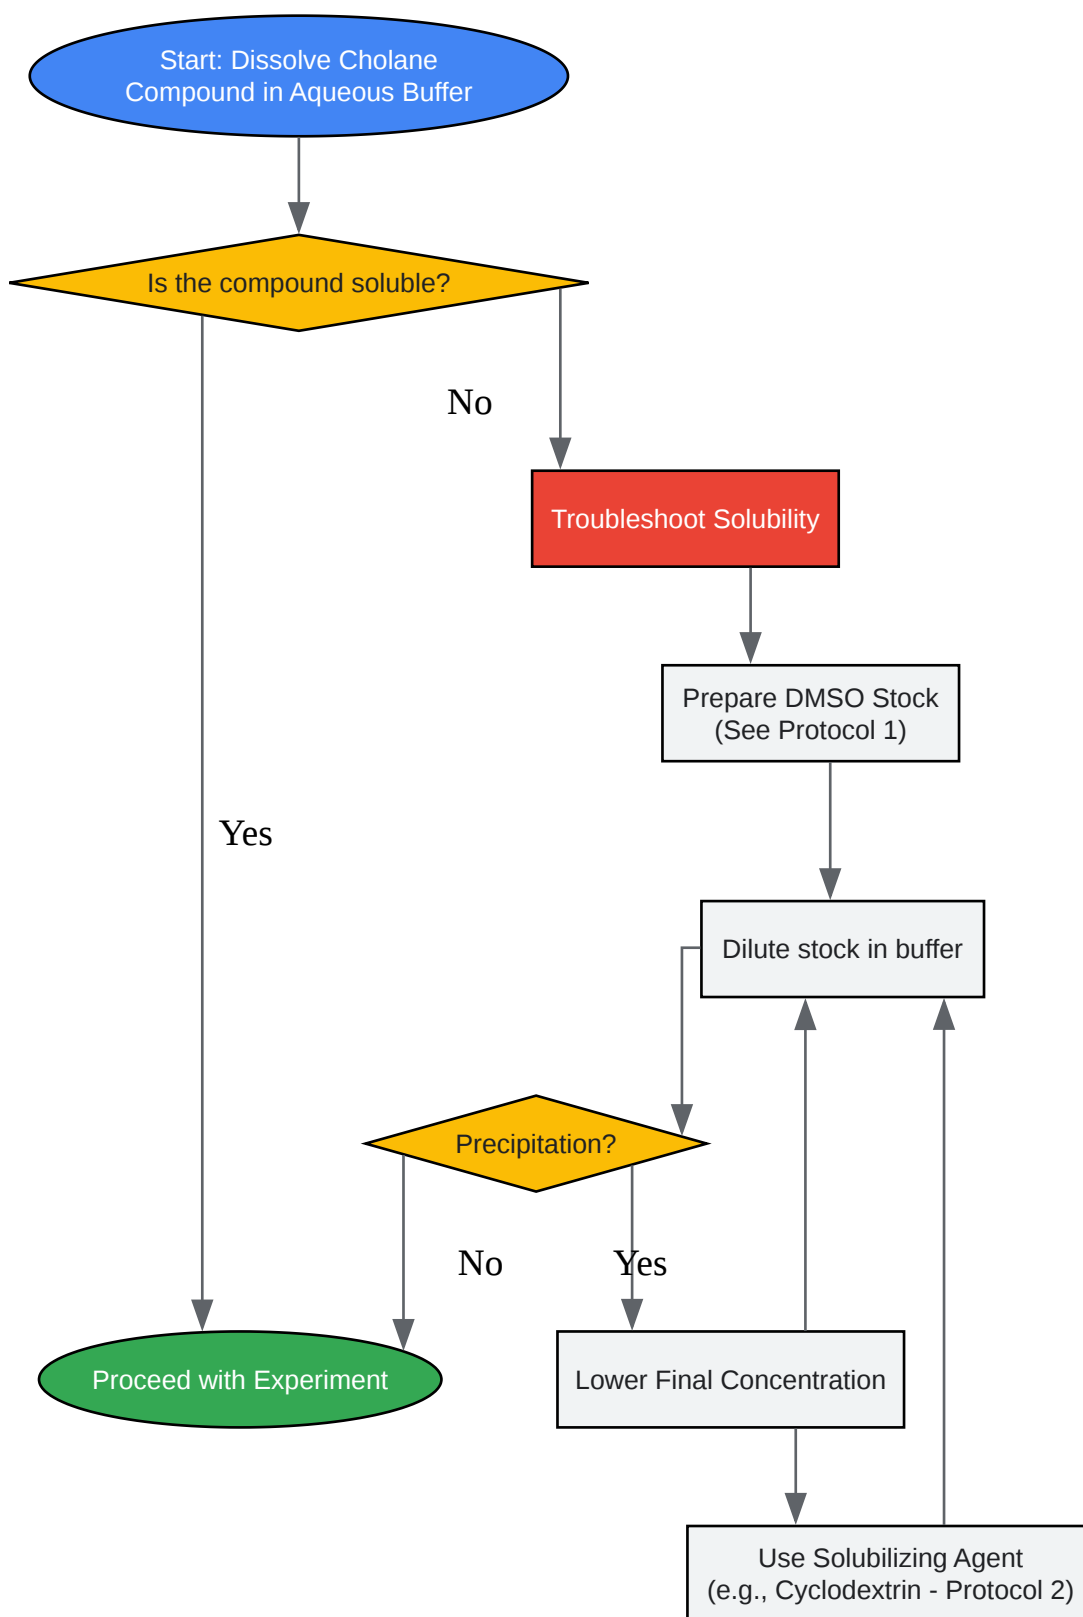 Start: Dissolve Cholane
Compound in Aqueous Buffer
Is the compound soluble?
No
Troubleshoot Solubility
Prepare DMSO Stock
(See Protocol 1)
Yes
Dilute stock in buffer
Precipitation?
No
Yes
Proceed with Experiment
Lower Final Concentration
Use Solubilizing Agent
(e.g., Cyclodextrin - Protocol 2)